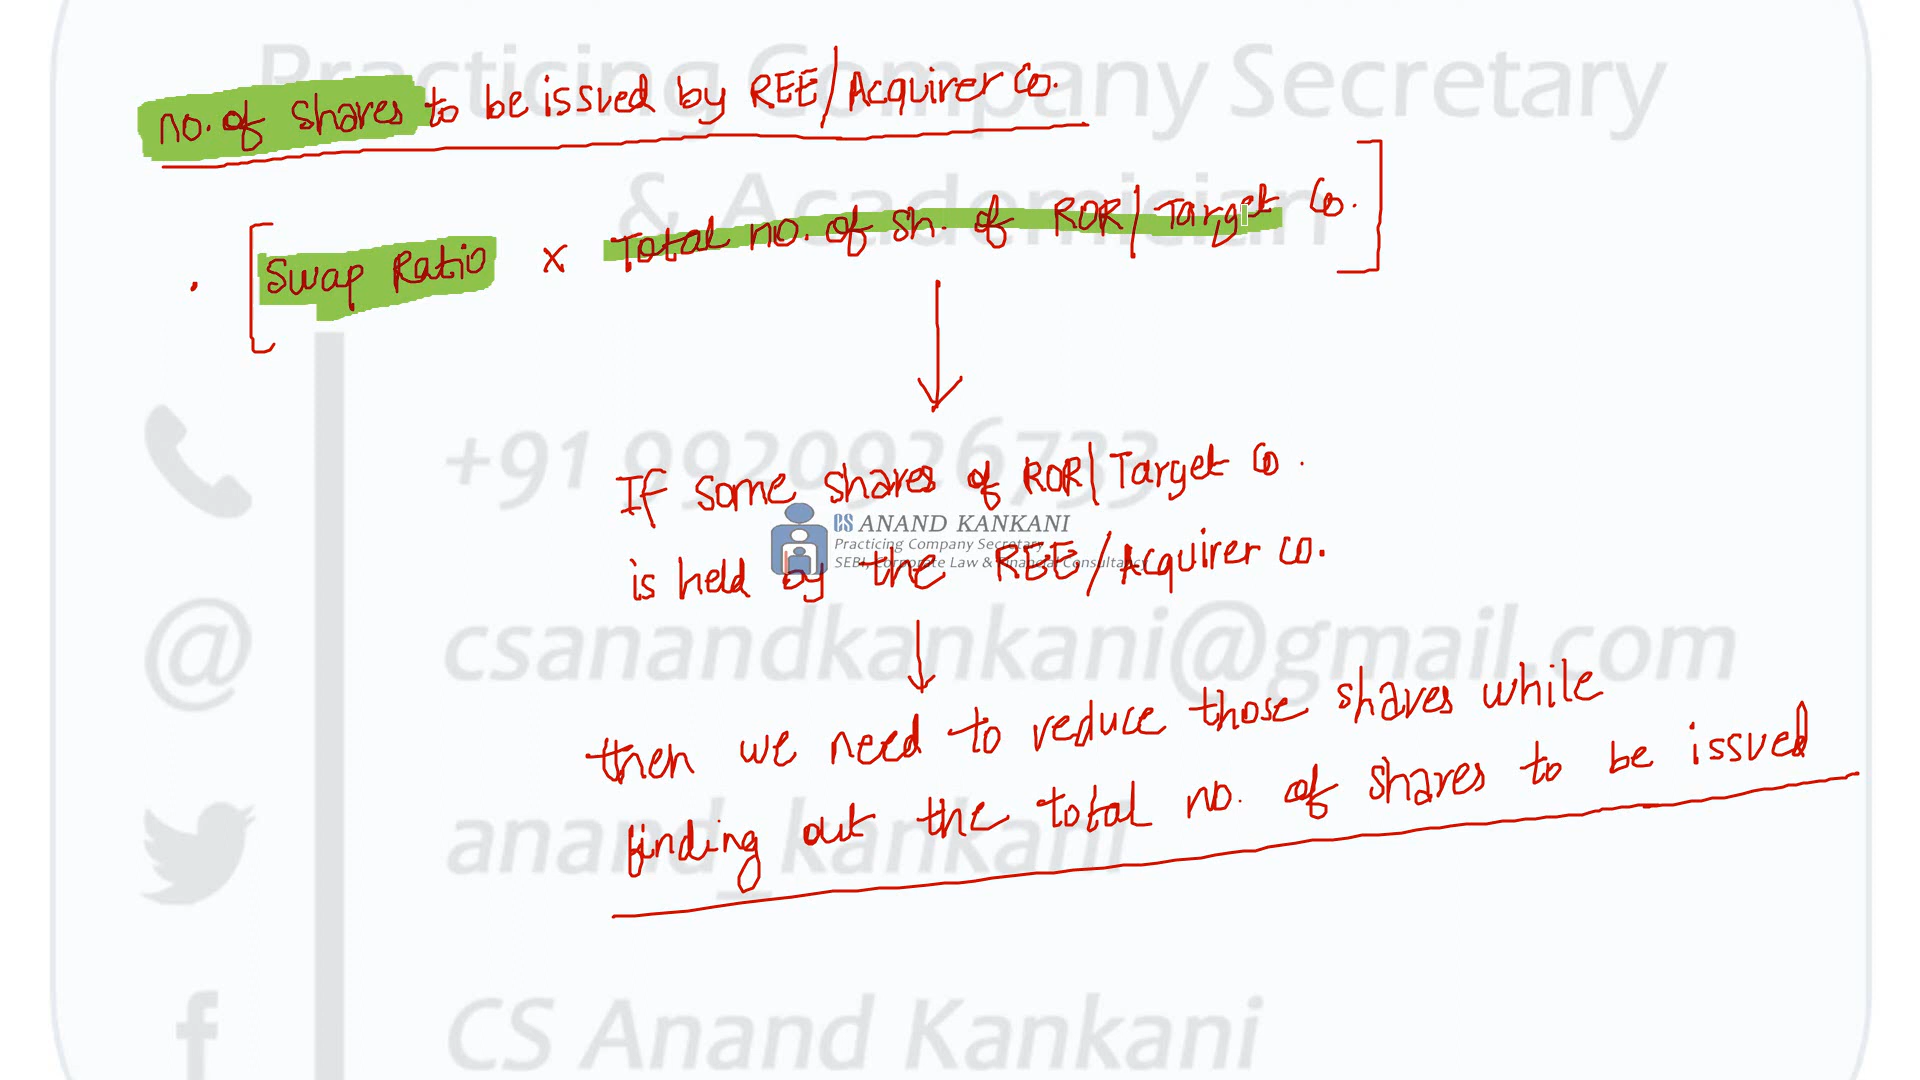 Practicing Company Secretary
no. of shares to be issued by REE/Acquirer Co.
& Academician
. [Swap Ratio x Total no. of sh. of ROR/Target Co.]
+91 9920926733
If some shares of ROR/Target Co.
CS ANAND KANKANI
Practicing Company Secretary
SEBI, Corporate Law & Financial Consultancy
is held by the REE/Acquirer co.
csanandkankani@gmail.com
then we need to reduce those shares while
finding out the total no. of shares to be issued
anand_kankani
CS Anand Kankani